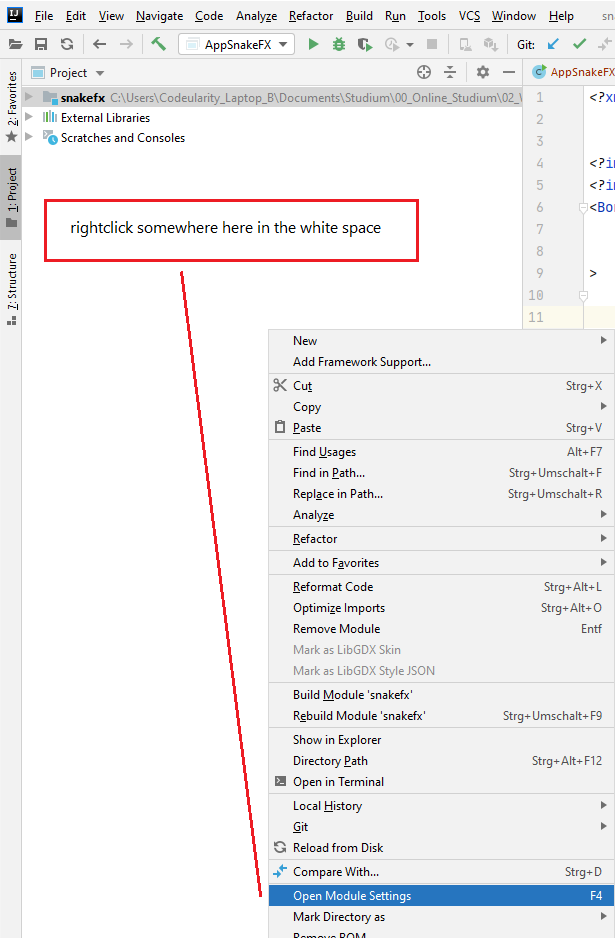 IJ File Edit View Navigate Code Analyze Refactor Build Run Tools VCS Window Help sn
AppSnakeFX Git:
Project AppSnakeFX
2: Favorites
1: Project
7: Structure
snakefx C:\Users\Codeularity_Laptop_B\Documents\Studium\00_Online_Studium\02_
External Libraries
Scratches and Consoles
1 <?x
2
3
4 <?i
5 <?i
6 <Bo
7
8
9 >
10
11
rightclick somewhere here in the white space
New
Add Framework Support...
Cut Strg+X
Copy
Paste Strg+V
Find Usages Alt+F7
Find in Path... Strg+Umschalt+F
Replace in Path... Strg+Umschalt+R
Analyze
Refactor
Add to Favorites
Reformat Code Strg+Alt+L
Optimize Imports Strg+Alt+O
Remove Module Entf
Mark as LibGDX Skin
Mark as LibGDX Style JSON
Build Module 'snakefx'
Rebuild Module 'snakefx' Strg+Umschalt+F9
Show in Explorer
Directory Path Strg+Alt+F12
Open in Terminal
Local History
Git
Reload from Disk
Compare With... Strg+D
Open Module Settings F4
Mark Directory as
Remove BOM